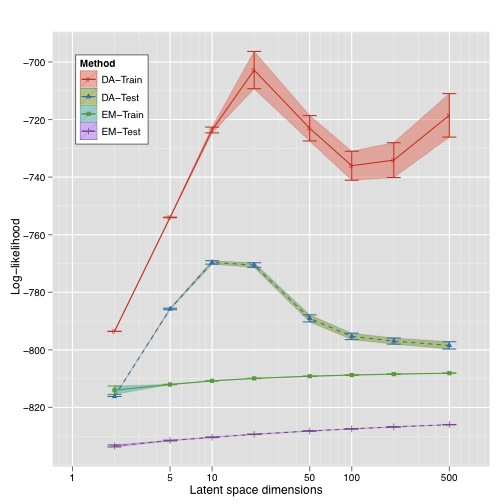 Method
DA−Train
DA−Test
EM−Train
EM−Test
−700
−720
−740
−760
−780
−800
−820
Log−likelihood
1
5
10
50
100
500
Latent space dimensions